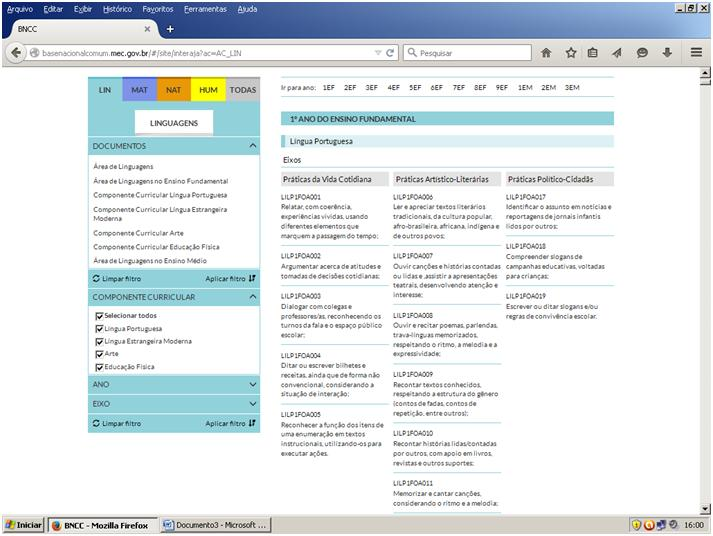 Arquivo Editar Exibir Histórico Favoritos Ferramentas Ajuda
BNCC
basenacionalcomum.mec.gov.br/#/site/interaja?ac=AC_LIN
Pesquisar
LIN MAT NAT HUM TODAS
LINGUAGENS
DOCUMENTOS
Área de Linguagens
Área de Linguagens no Ensino Fundamental
Componente Curricular Língua Portuguesa
Componente Curricular Língua Estrangeira
Moderna
Componente Curricular Arte
Componente Curricular Educação Física
Área de Linguagens no Ensino Médio
Limpar filtro Aplicar filtro
COMPONENTE CURRICULAR
Selecionar todos
Língua Portuguesa
Língua Estrangeira Moderna
Arte
Educação Física
ANO
EIXO
Limpar filtro Aplicar filtro
Ir para ano: 1EF 2EF 3EF 4EF 5EF 6EF 7EF 8EF 9EF 1EM 2EM 3EM
1º ANO DO ENSINO FUNDAMENTAL
Língua Portuguesa
Eixos
Práticas da Vida Cotidiana
LILP1FOA001
Relatar, com coerência,
experiências vividas, usando
diferentes elementos que
marquem a passagem do tempo;
LILP1FOA002
Argumentar acerca de atitudes e
tomadas de decisões cotidianas;
LILP1FOA003
Dialogar com colegas e
professores/as, reconhecendo os
turnos da fala e o espaço público
escolar;
LILP1FOA004
Ditar ou escrever bilhetes e
receitas, ainda que de forma não
convencional, considerando a
situação de interação;
LILP1FOA005
Reconhecer a função dos itens de
uma enumeração em textos
instrucionais, utilizando-os para
executar ações.
Práticas Artístico-Literárias
LILP1FOA006
Ler e apreciar textos literários
tradicionais, da cultura popular,
afro-brasileira, africana, indígena e
de outros povos;
LILP1FOA007
Ouvir canções e histórias contadas
ou lidas e ,assistir a apresentações
teatrais, desenvolvendo atenção e
interesse;
LILP1FOA008
Ouvir e recitar poemas, parlendas,
trava-línguas memorizados,
respeitando o ritmo, a melodia e a
expressividade;
LILP1FOA009
Recontar textos conhecidos,
respeitando a estrutura do gênero
(contos de fadas, contos de
repetição, entre outros);
LILP1FOA010
Recontar histórias lidas/contadas
por outros, com apoio em livros,
revistas e outros suportes;
LILP1FOA011
Memorizar e cantar canções,
considerando o ritmo e a melodia;
Práticas Político-Cidadãs
LILP1FOA017
Identificar o assunto em notícias e
reportagens de jornais infantis
lidos por outros;
LILP1FOA018
Compreender slogans de
campanhas educativas, voltadas
para crianças;
LILP1FOA019
Escrever ou ditar slogans e/ou
regras de convivência escolar.
Iniciar BNCC - Mozilla Firefox Documento3 - Microsoft ... 16:00